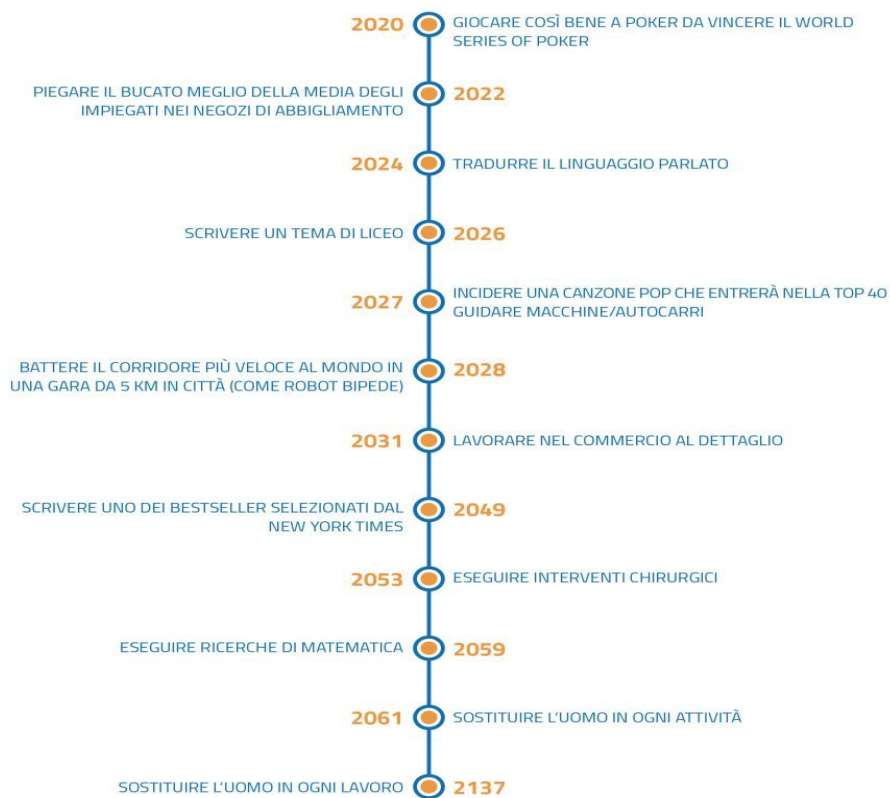 2020
GIOCARE COSÌ BENE A POKER DA VINCERE IL WORLD
SERIES OF POKER
PIEGARE IL BUCATO MEGLIO DELLA MEDIA DEGLI
IMPIEGATI NEI NEGOZI DI ABBIGLIAMENTO
2022
2024
TRADURRE IL LINGUAGGIO PARLATO
SCRIVERE UN TEMA DI LICEO
2026
2027
INCIDERE UNA CANZONE POP CHE ENTRERÀ NELLA TOP 40
GUIDARE MACCHINE/AUTOCARRI
BATTERE IL CORRIDORE PIÙ VELOCE AL MONDO IN
UNA GARA DA 5 KM IN CITTÀ (COME ROBOT BIPEDE)
2028
2031
LAVORARE NEL COMMERCIO AL DETTAGLIO
SCRIVERE UNO DEI BESTSELLER SELEZIONATI DAL
NEW YORK TIMES
2049
2053
ESEGUIRE INTERVENTI CHIRURGICI
ESEGUIRE RICERCHE DI MATEMATICA
2059
2061
SOSTITUIRE L'UOMO IN OGNI ATTIVITÀ
SOSTITUIRE L'UOMO IN OGNI LAVORO
2137